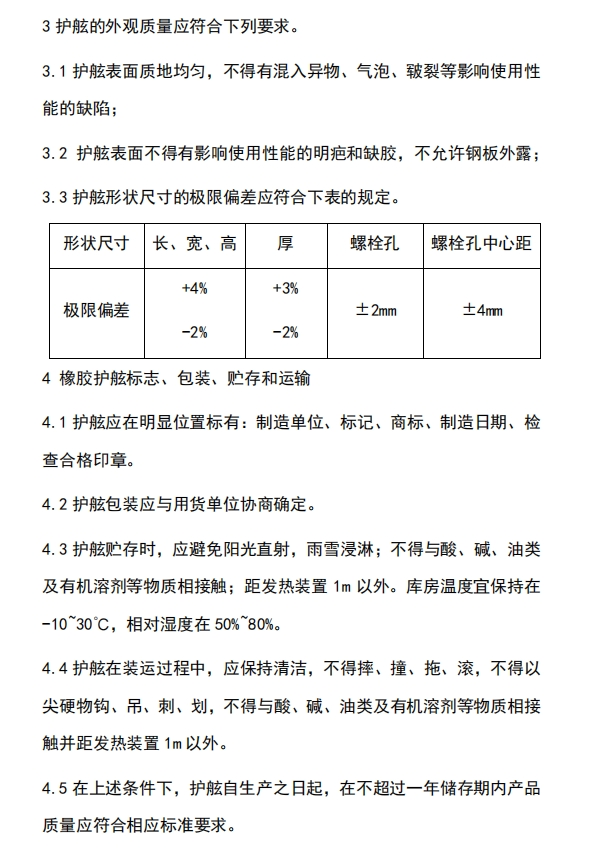 3 护舷的外观质量应符合下列要求。
3.1 护舷表面质地均匀，不得有混入异物、气泡、皲裂等影响使用性
能的缺陷；
3.2 护舷表面不得有影响使用性能的明疤和缺胶，不允许钢板外露；
3.3 护舷形状尺寸的极限偏差应符合下表的规定。
形状尺寸 长、宽、高 厚 螺栓孔 螺栓孔中心距
+4% +3%
极限偏差 ±2mm ±4mm
-2% -2%
4 橡胶护舷标志、包装、贮存和运输
4.1 护舷应在明显位置标有：制造单位、标记、商标、制造日期、检
查合格印章。
4.2 护舷包装应与用货单位协商确定。
4.3 护舷贮存时，应避免阳光直射，雨雪浸淋；不得与酸、碱、油类
及有机溶剂等物质相接触；距发热装置 1m 以外。库房温度宜保持在
-10~30℃，相对湿度在 50%~80%。
4.4 护舷在装运过程中，应保持清洁，不得摔、撞、拖、滚，不得以
尖硬物钩、吊、刺、划，不得与酸、碱、油类及有机溶剂等物质相接
触并距发热装置 1m 以外。
4.5 在上述条件下，护舷自生产之日起，在不超过一年储存期内产品
质量应符合相应标准要求。